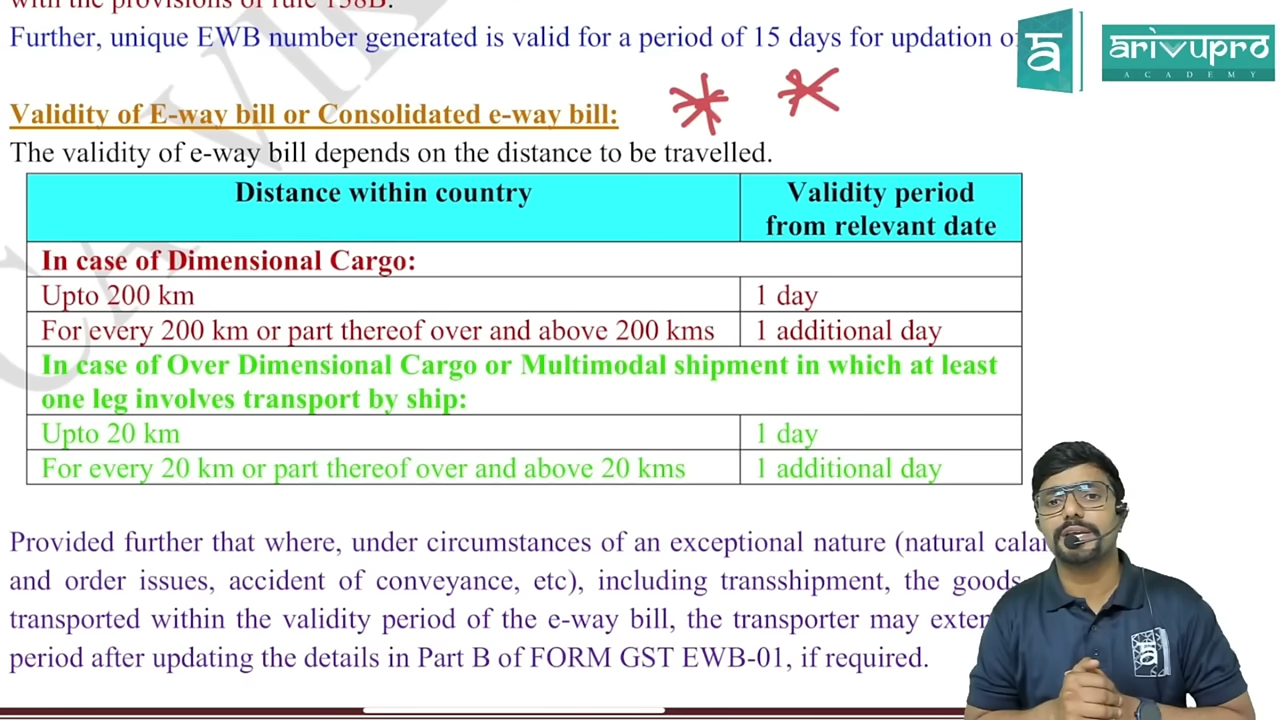 with the provisions of rule 138B.
Further, unique EWB number generated is valid for a period of 15 days for updation
ā
arivupro
ACADEMY
Validity of E-way bill or Consolidated e-way bill:
The validity of e-way bill depends on the distance to be travelled.
Distance within country
Validity period from relevant date
In case of Dimensional Cargo:
Upto 200 km 1 day
For every 200 km or part thereof over and above 200 kms 1 additional day
In case of Over Dimensional Cargo or Multimodal shipment in which at least
one leg involves transport by ship:
Upto 20 km 1 day
For every 20 km or part thereof over and above 20 kms 1 additional day
Provided further that where, under circumstances of an exceptional nature (natural
and order issues, accident of conveyance, etc), including transshipment, the goods
transported within the validity period of the e-way bill, the transporter may
period after updating the details in Part B of FORM GST EWB-01, if required.
ā